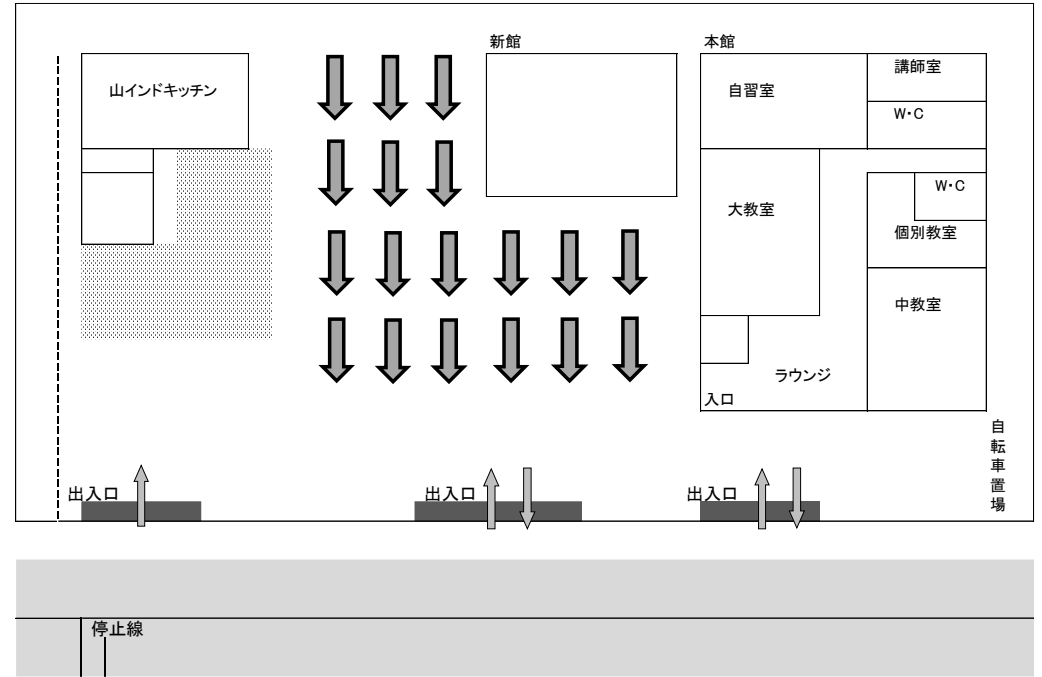 新館
本館
山インドキッチン
自習室
講師室
W・C
W・C
大教室
個別教室
中教室
ラウンジ
入口
自転車置場
出入口
出入口
出入口
停止線